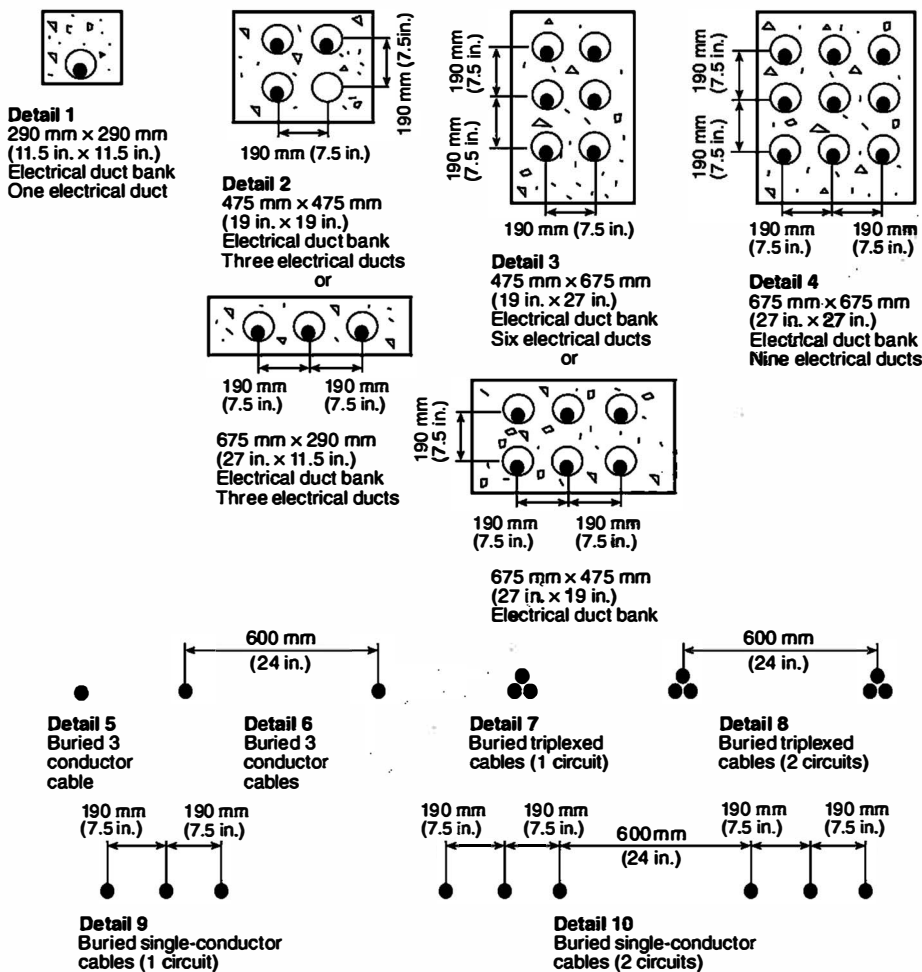 Detail 1
290 mm × 290 mm
(11.5 in. × 11.5 in.)
Electrical duct bank
One electrical duct
190 mm (7.5in.)
190 mm (7.5 in.)
Detail 2
475 mm × 475 mm
(19 in. × 19 in.)
Electrical duct bank
Three electrical ducts
or
190 mm
(7.5 in.)
190 mm
(7.5 in.)
675 mm × 290 mm
(27 in. × 11.5 in.)
Electrical duct bank
Three electrical ducts
190 mm
(7.5 in.)
190 mm
(7.5 in.)
190 mm (7.5 in.)
Detail 3
475 mm × 675 mm
(19 in. × 27 in.)
Electrical duct bank
Six electrical ducts
or
190 mm
(7.5 in.)
190 mm
(7.5 in.)
190 mm
(7.5 in.)
675 mm × 475 mm
(27 in. × 19 in.)
Electrical duct bank
190 mm
(7.5 in.)
190 mm
(7.5 in.)
190 mm
(7.5 in.)
190 mm
(7.5 in.)
Detail 4
675 mm × 675 mm
(27 in. × 27 in.)
Electrical duct bank
Nine electrical ducts
600 mm
(24 in.)
600 mm
(24 in.)
Detail 5
Buried 3
conductor
cable
Detail 6
Buried 3
conductor
cables
Detail 7
Buried triplexed
cables (1 circuit)
Detail 8
Buried triplexed
cables (2 circuits)
190 mm
(7.5 in.)
190 mm
(7.5 in.)
Detail 9
Buried single-conductor
cables (1 circuit)
190 mm
(7.5 in.)
190 mm
(7.5 in.)
600mm
(24 in.)
190 mm
(7.5 in.)
190 mm
(7.5 in.)
Detail 10
Buried single-conductor
cables (2 circuits)